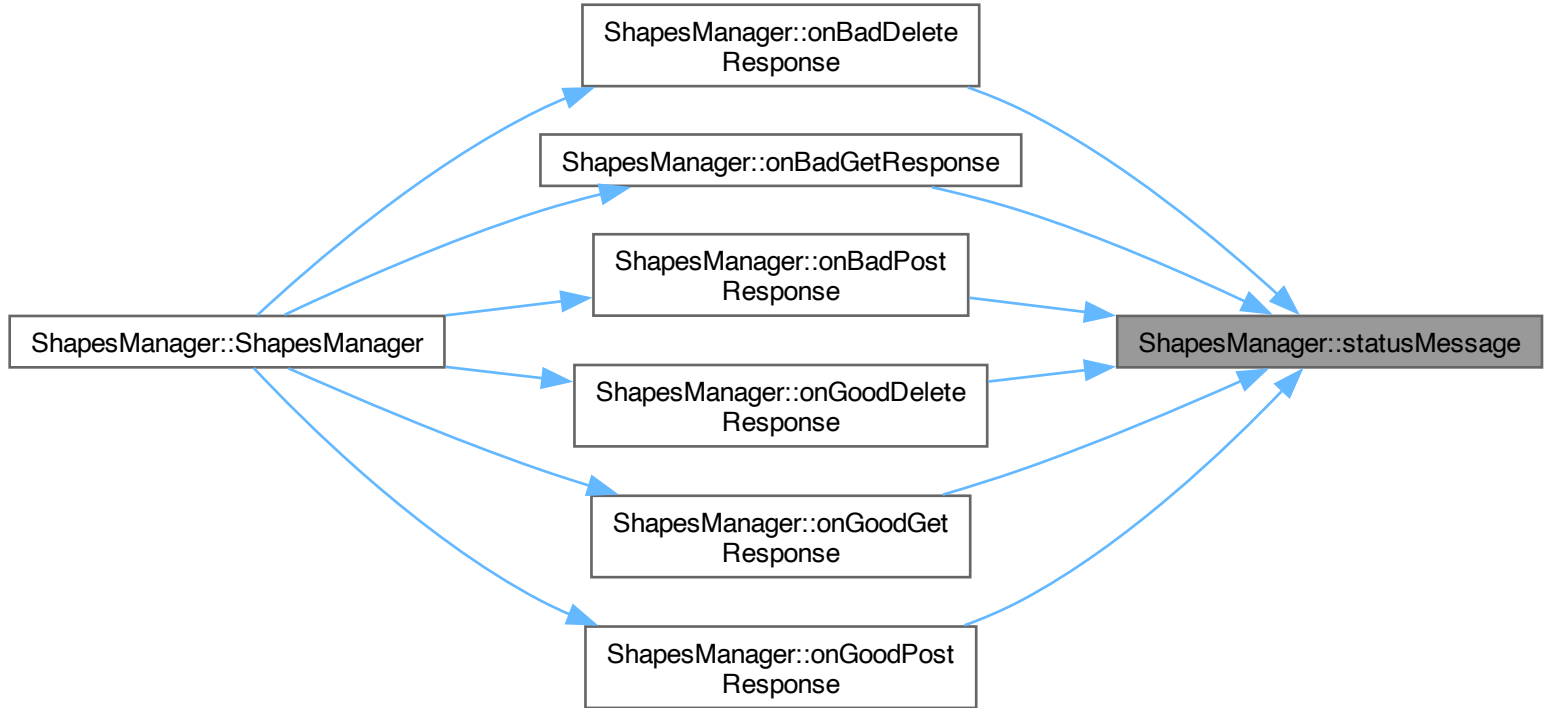 ShapesManager::onBadDelete
Response
ShapesManager::onBadGetResponse
ShapesManager::onBadPost
Response
ShapesManager::ShapesManager
ShapesManager::statusMessage
ShapesManager::onGoodDelete
Response
ShapesManager::onGoodGet
Response
ShapesManager::onGoodPost
Response